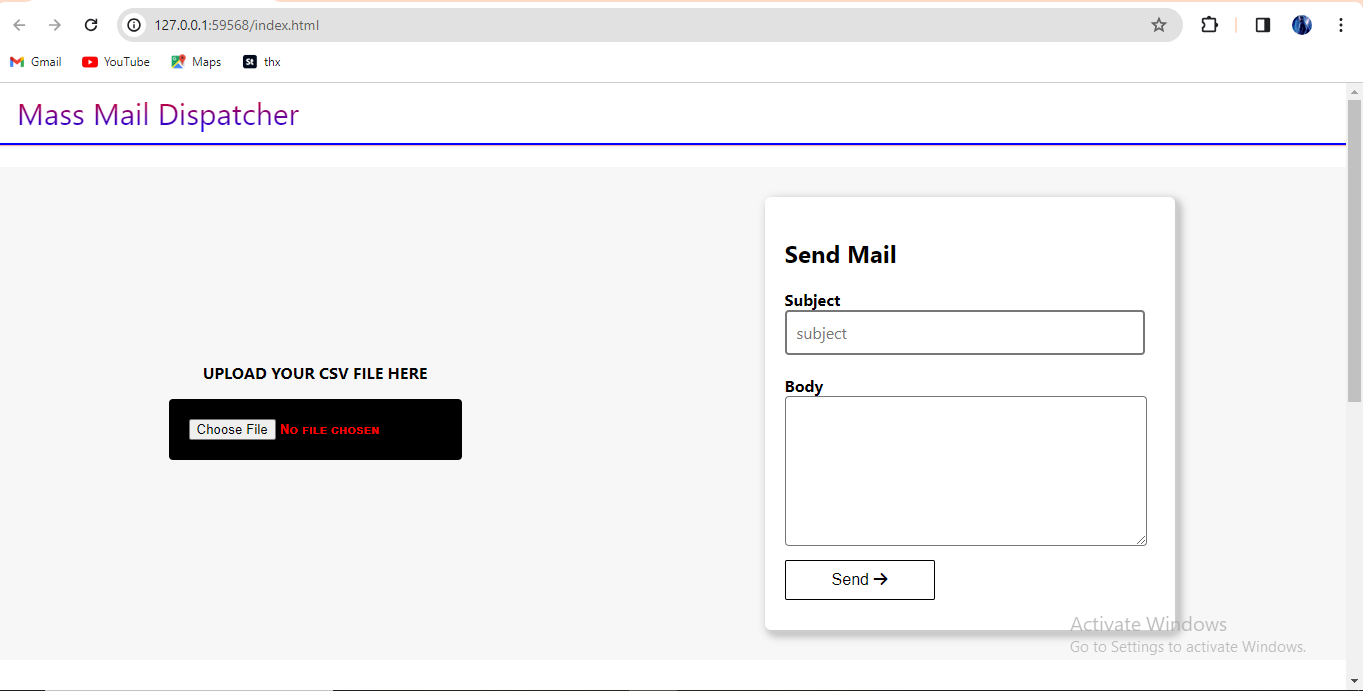 127.0.0.1:59568/index.html
Gmail YouTube Maps St thx
Mass Mail Dispatcher
UPLOAD YOUR CSV FILE HERE
Choose File No file chosen
Send Mail
Subject
subject
Body
Send →
Activate Windows
Go to Settings to activate Windows.